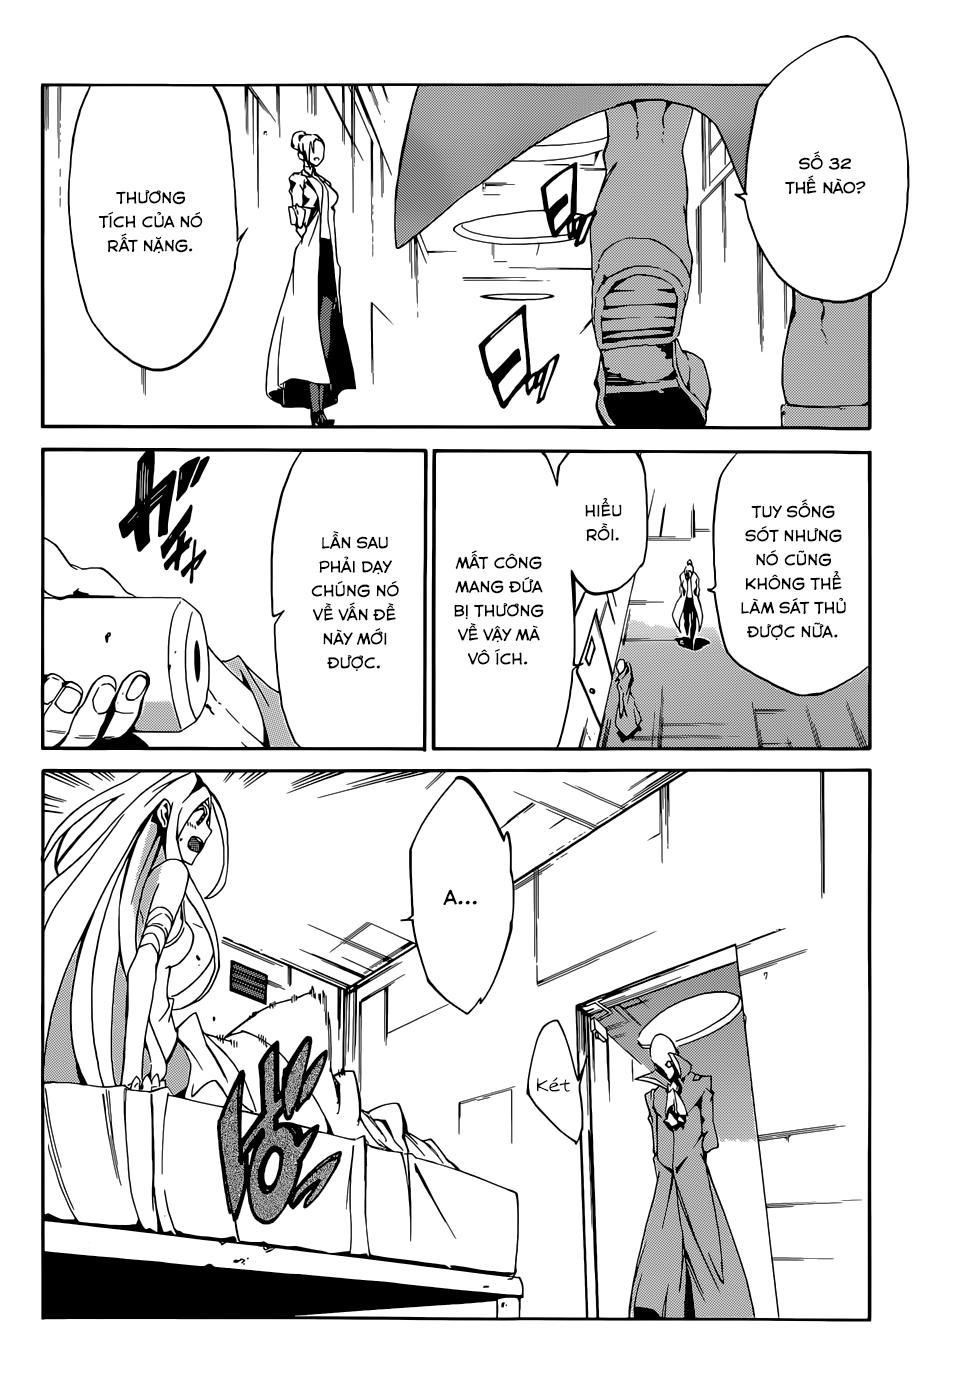 SỐ 32
THẾ NÀO?
THƯƠNG
TÍCH CỦA NÓ
RẤT NẶNG.
TUY SỐNG
SÓT NHƯNG
NÓ CŨNG
KHÔNG THỂ
LÀM SÁT THỦ
ĐƯỢC NỮA.
HIỂU
RỒI.
MẤT CÔNG
MANG ĐỨA
BỊ THƯƠNG
VỀ VẬY MÀ
VÔ ÍCH.
LẦN SAU
PHẢI DẠY
CHÚNG NÓ
VỀ VẤN ĐỀ
NÀY MỚI
ĐƯỢC.
A...
Két